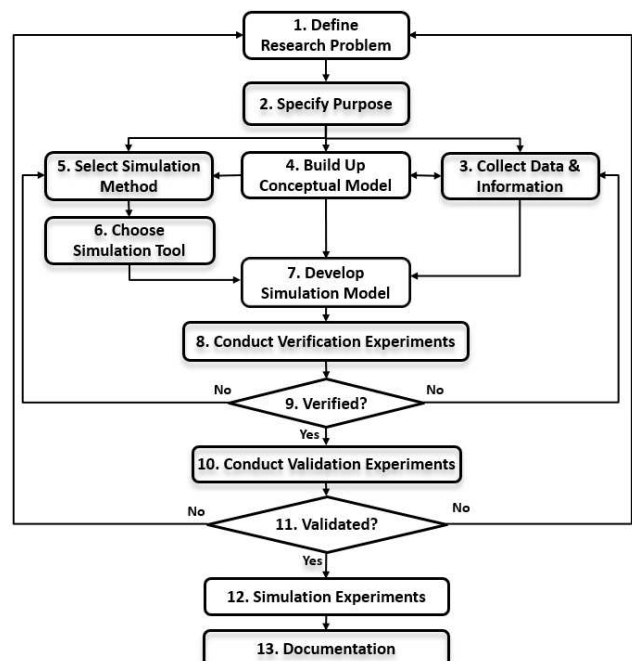 1. Define
Research Problem
2. Specify Purpose
5. Select Simulation
Method
4. Build Up
Conceptual Model
3. Collect Data &
Information
6. Choose
Simulation Tool
7. Develop
Simulation Model
8. Conduct Verification Experiments
No
No
9. Verified?
Yes
10. Conduct Validation Experiments
No
No
11. Validated?
Yes
12. Simulation Experiments
13. Documentation